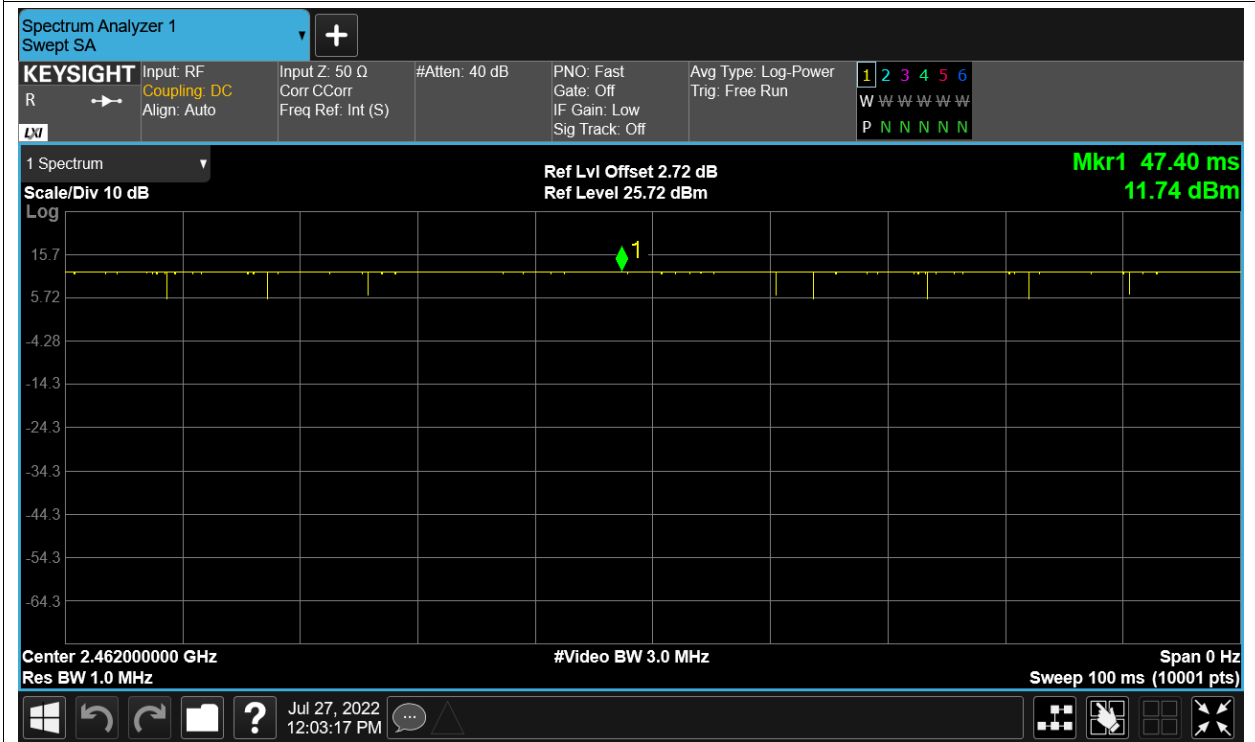 Spectrum Analyzer 1
Swept SA
KEYSIGHT
R
LXI
Input: RF
Coupling: DC
Align: Auto
Input Z: 50 Ω
Corr CCorr
Freq Ref: Int (S)
#Atten: 40 dB
PNO: Fast
Gate: Off
IF Gain: Low
Sig Track: Off
Avg Type: Log-Power
Trig: Free Run
1 2 3 4 5 6
W W W W W W
P N N N N N
1 Spectrum
Scale/Div 10 dB
Log
Ref Lvl Offset 2.72 dB
Ref Level 25.72 dBm
Mkr1 47.40 ms
11.74 dBm
1
15.7
5.72
-4.28
-14.3
-24.3
-34.3
-44.3
-54.3
-64.3
Center 2.462000000 GHz
Res BW 1.0 MHz
#Video BW 3.0 MHz
Span 0 Hz
Sweep 100 ms (10001 pts)
?
Jul 27, 2022
12:03:17 PM